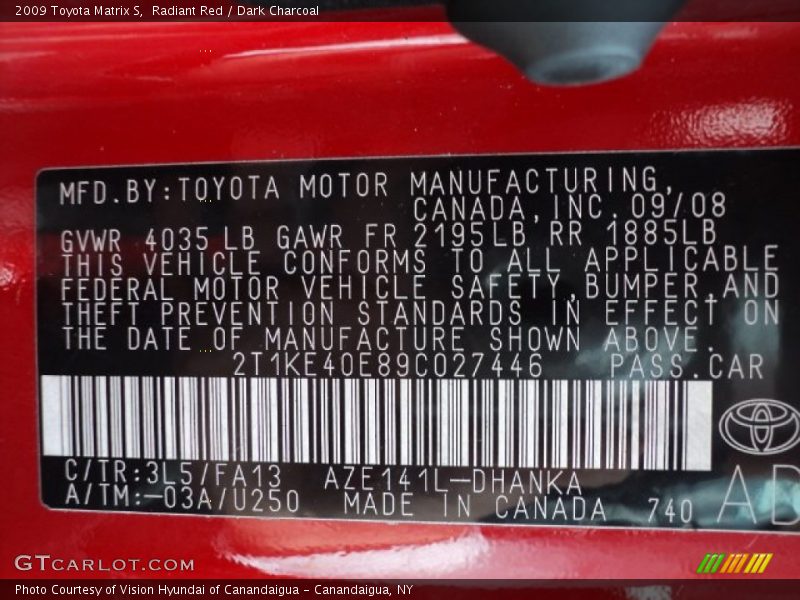 2009 Toyota Matrix S,  Radiant Red / Dark Charcoal
MFD.BY:TOYOTA MOTOR MANUFACTURING,
CANADA,INC.09/08
GVWR 4035 LB GAWR FR 2195LB RR 1885LB
THIS VEHICLE CONFORMS TO ALL APPLICABLE
FEDERAL MOTOR VEHICLE SAFETY,BUMPER,AND
THEFT PREVENTION STANDARDS IN EFFECT ON
THE DATE OF MANUFACTURE SHOWN ABOVE.
2T1KE40E89C027446 PASS.CAR
C/TR:3L5/FA13 AZE141L-DHANKA
A/TM:-03A/U250 MADE IN CANADA 740 AD
GTCARLOT.COM
Photo Courtesy of Vision Hyundai of Canandaigua - Canandaigua, NY